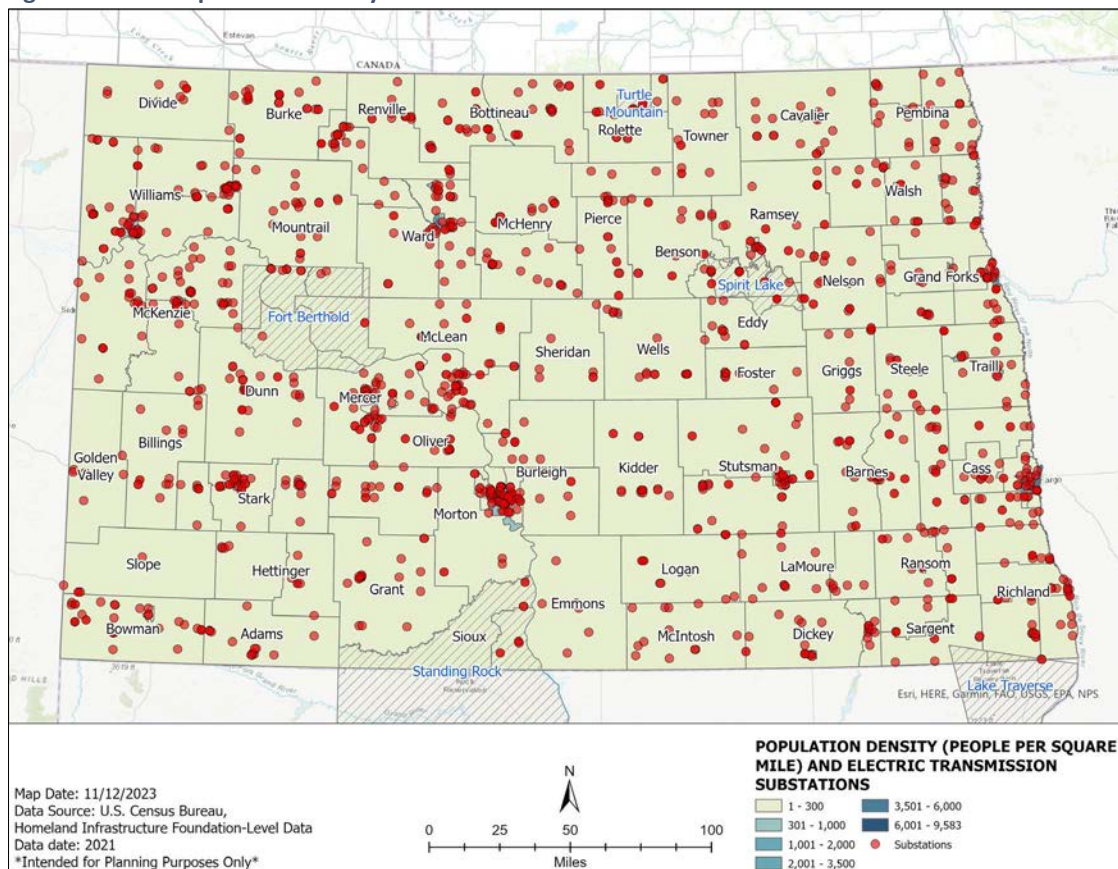 Estevan
CANADA
Divide
Burke
Renville
Bottineau
Turtle
Mountain
Rolette
Towner
Cavalier
Pembina
Williams
Mountrail
Ward
McHenry
Pierce
Benson
Ramsey
Walsh
Nelson
Grand Forks
Spirit Lake
McKenzie
Fort Berthold
McLean
Sheridan
Wells
Eddy
Foster
Griggs
Steele
Traill
Dunn
Mercer
Oliver
Billings
Golden
Valley
Stark
Morton
Burleigh
Kidder
Stutsman
Barnes
Cass
Slope
Hettinger
Grant
Logan
LaMoure
Ransom
Richland
Bowman
Adams
Sioux
Emmons
McIntosh
Dickey
Sargent
Standing Rock
Lake Traverse
Esri, HERE, Garmin, FAO, USGS, EPA, NPS
POPULATION DENSITY (PEOPLE PER SQUARE
MILE) AND ELECTRIC TRANSMISSION
SUBSTATIONS
1 - 300
301 - 1,000
1,001 - 2,000
2,001 - 3,500
3,501 - 6,000
6,001 - 9,583
Substations
Map Date: 11/12/2023
Data Source: U.S. Census Bureau,
Homeland Infrastructure Foundation-Level Data
Data date: 2021
*Intended for Planning Purposes Only*
N
0 25 50 100
Miles